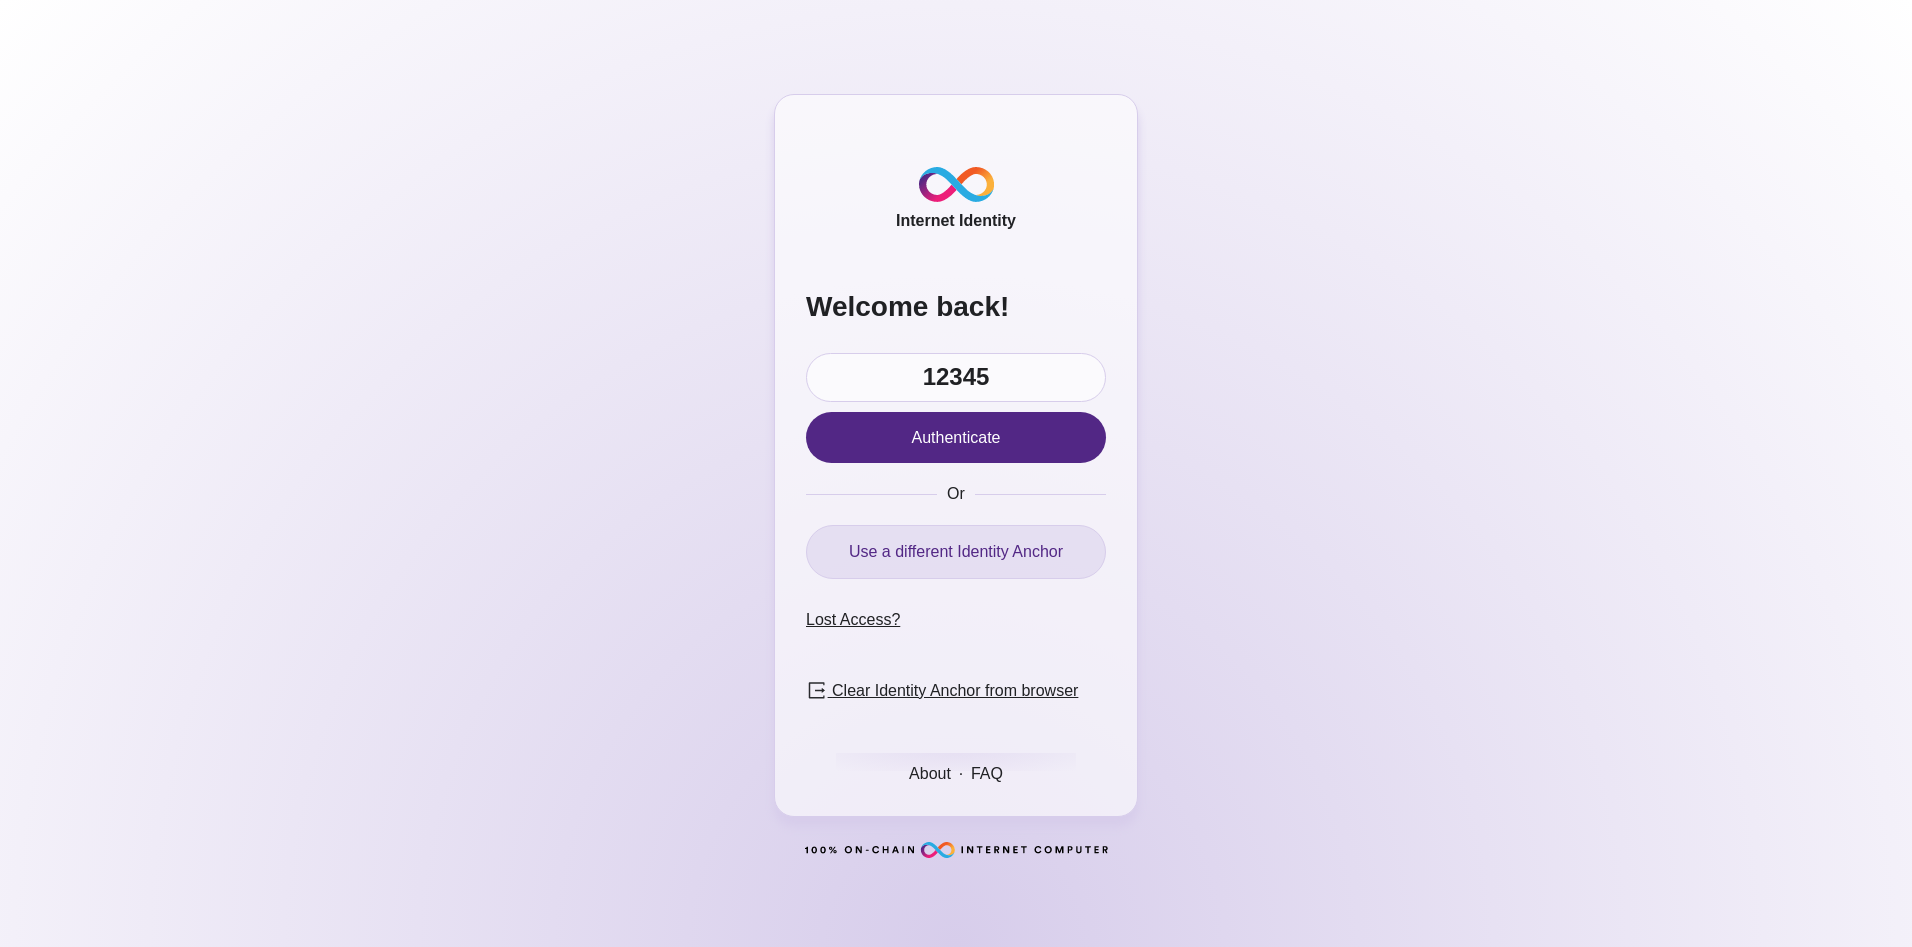 Internet Identity
Welcome back!
12345
Authenticate
Or
Use a different Identity Anchor
Lost Access?
Clear Identity Anchor from browser
About · FAQ
100% ON-CHAIN INTERNET COMPUTER